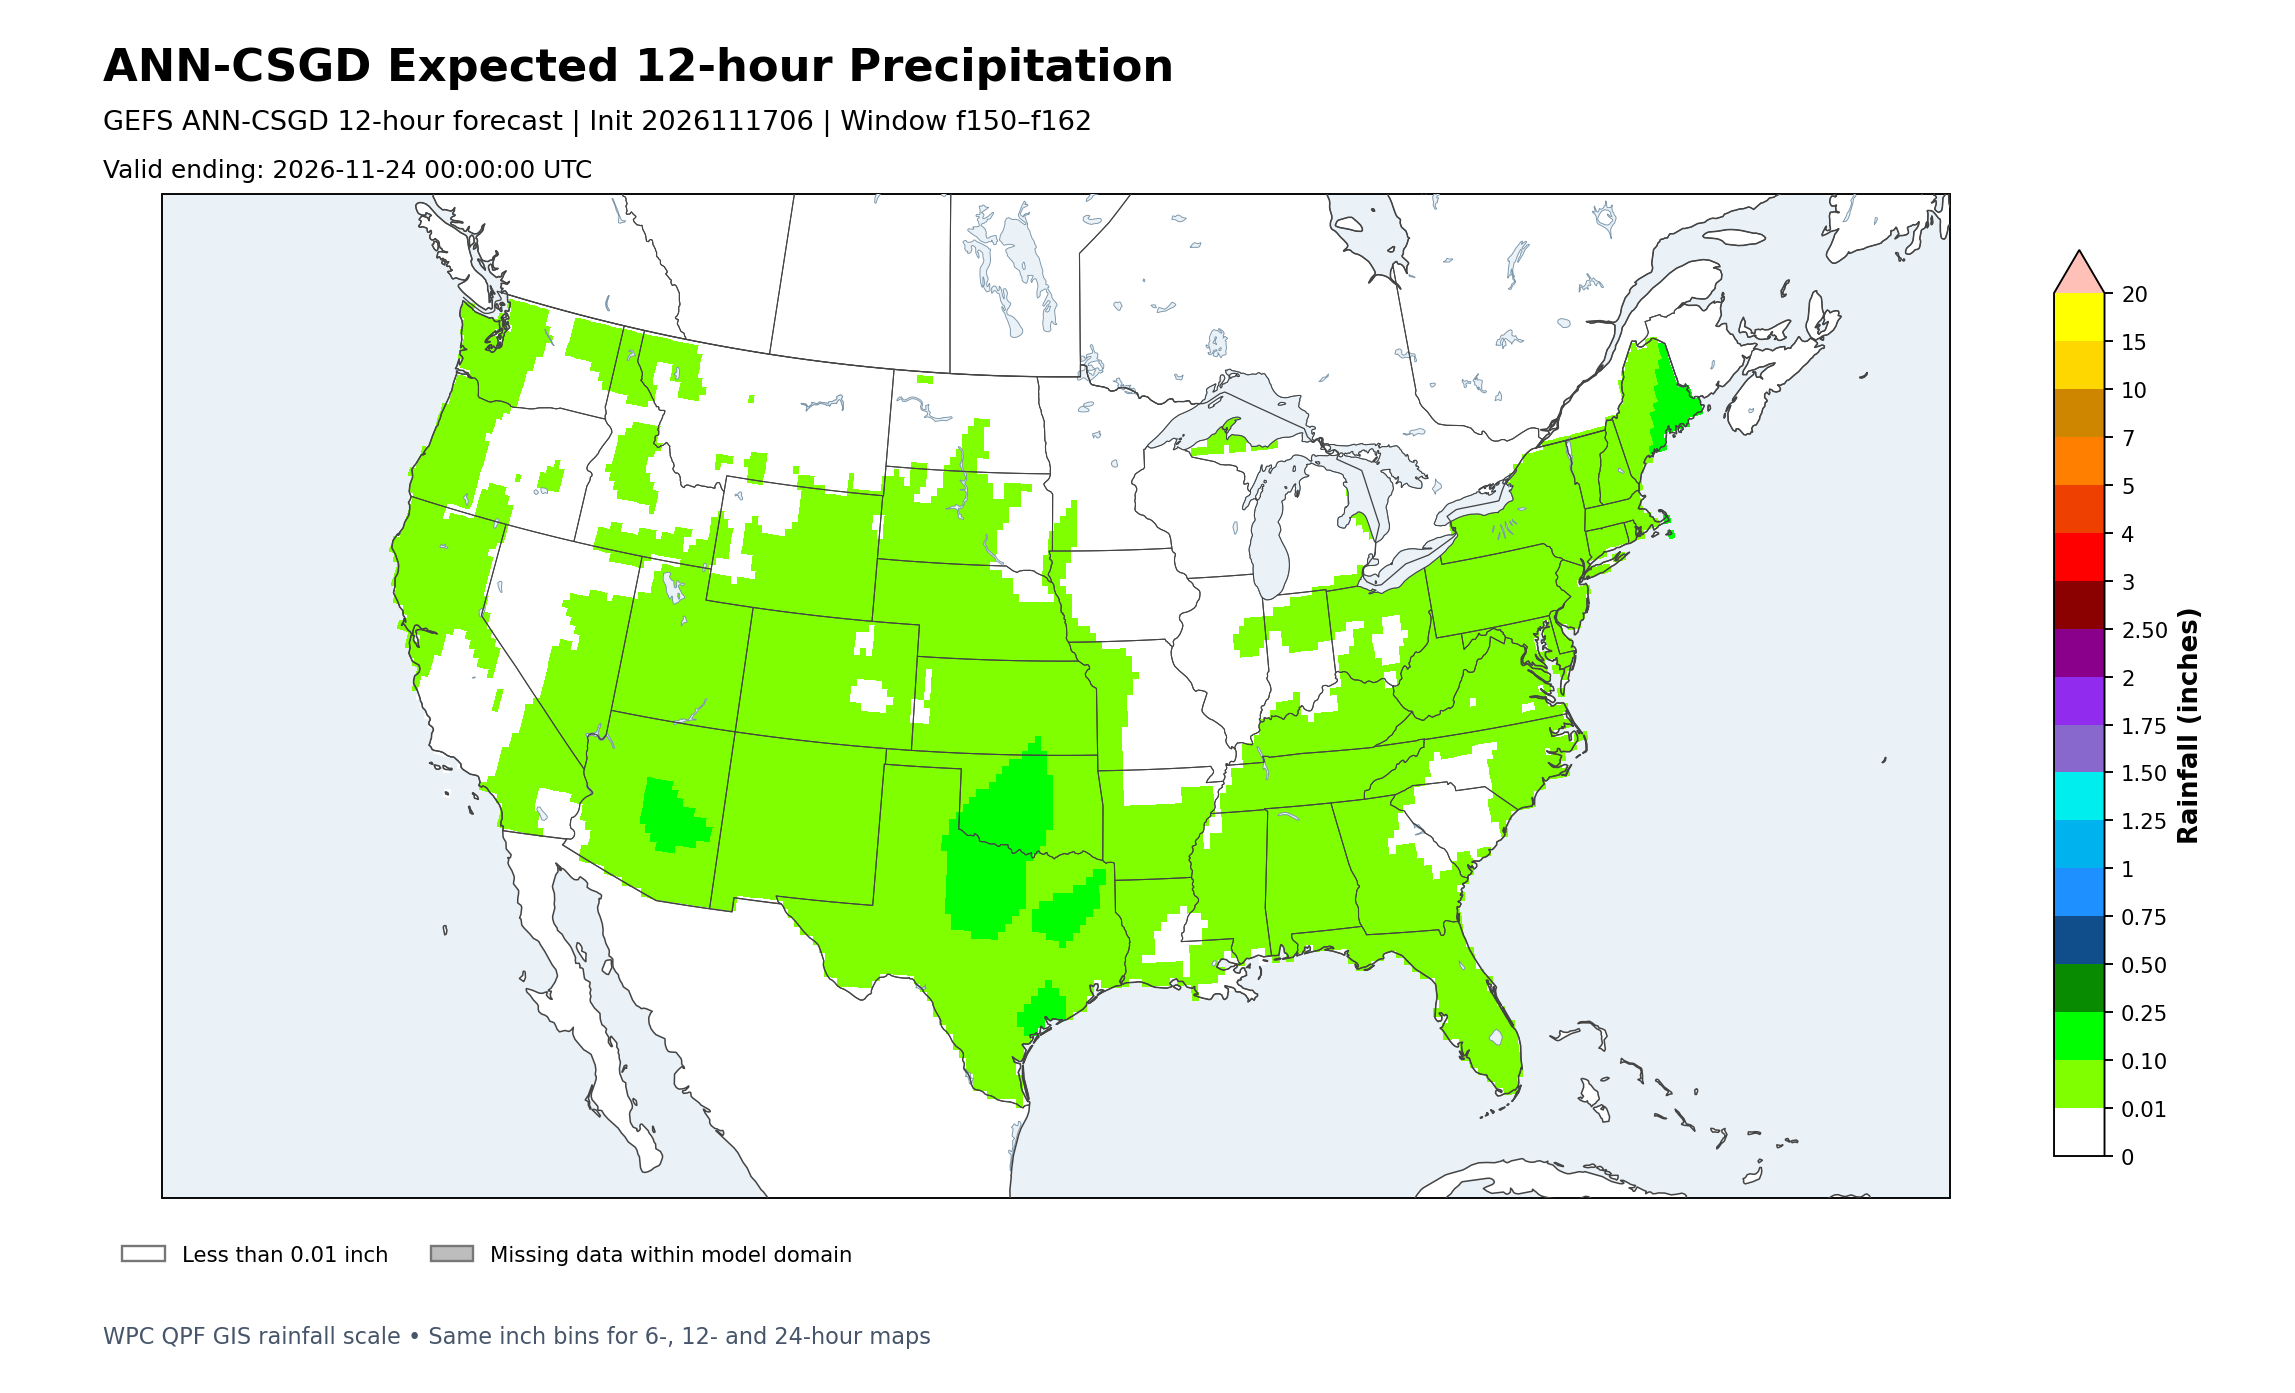 ANN-CSGD Expected 12-hour Precipitation
GEFS ANN-CSGD 12-hour forecast | Init 2026111706 | Window f150–f162
Valid ending: 2026-11-24 00:00:00 UTC
20
15
10
7
5
4
3
2.50
2
1.75
1.50
1.25
1
0.75
0.50
0.25
0.10
0.01
0
Rainfall (inches)
Less than 0.01 inch
Missing data within model domain
WPC QPF GIS rainfall scale • Same inch bins for 6-, 12- and 24-hour maps